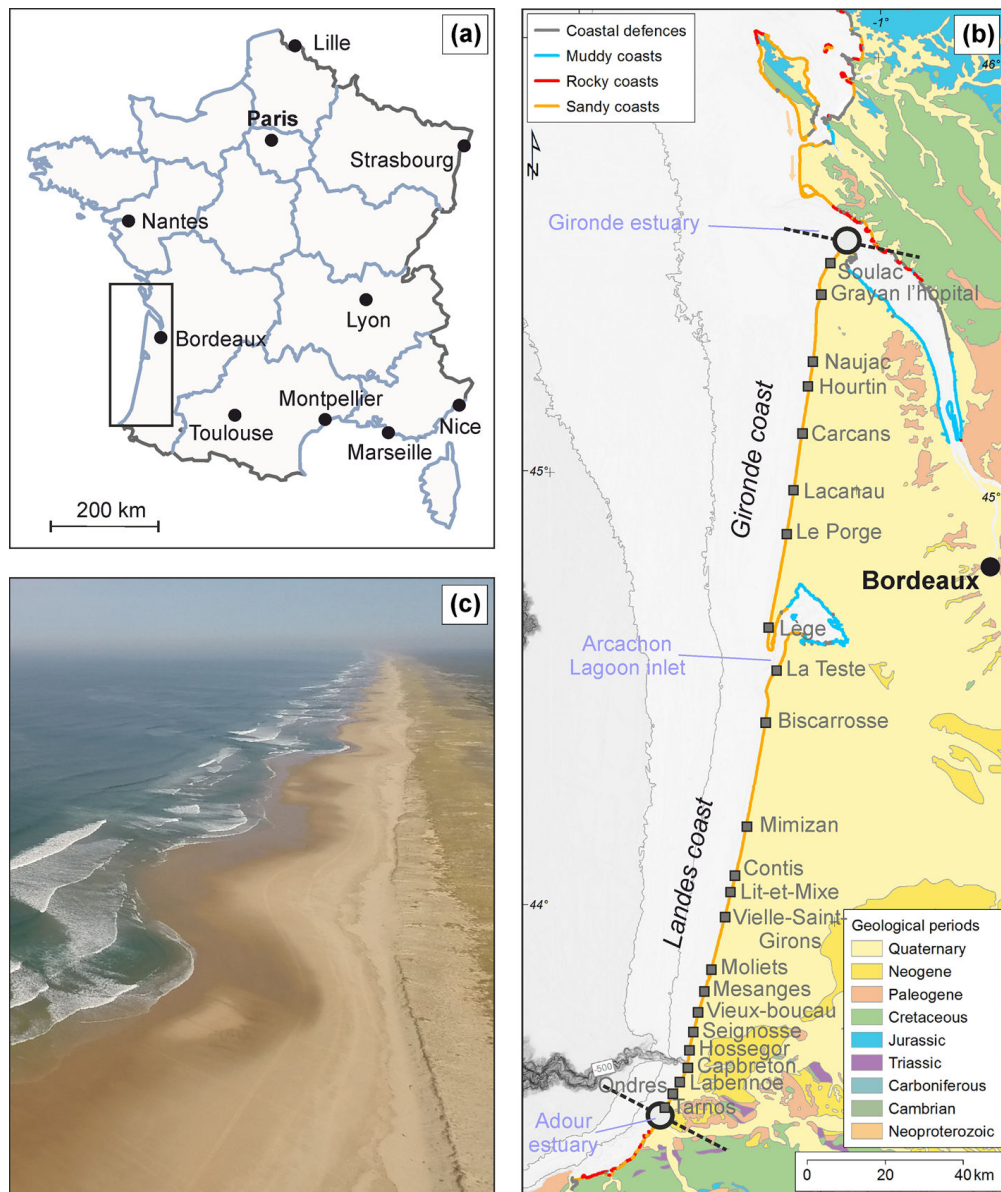 (a)
Lille
Paris
Strasbourg
Nantes
Lyon
Bordeaux
Montpellier
Nice
Toulouse
Marseille
200 km
(c)
(b)
Coastal defences
Muddy coasts
Rocky coasts
Sandy coasts
N
-1°
46°
Gironde estuary
Soulac
Grayan l'hopital
Naujac
Hourtin
Carcans
45°
45°
Gironde coast
Lacanau
Le Porge
Bordeaux
Lège
Arcachon
Lagoon inlet
La Teste
Biscarrosse
Mimizan
Landes coast
Contis
Lit-et-Mixe
44°
Vielle-Saint-
Girons
Moliets
Mesanges
Vieux-boucau
Seignosse
Hossegor
Capbreton
-500
Ondres
Labennoe
Tarnos
Adour
estuary
Geological periods
Quaternary
Neogene
Paleogene
Cretaceous
Jurassic
Triassic
Carboniferous
Cambrian
Neoproterozoic
0 20 40 km